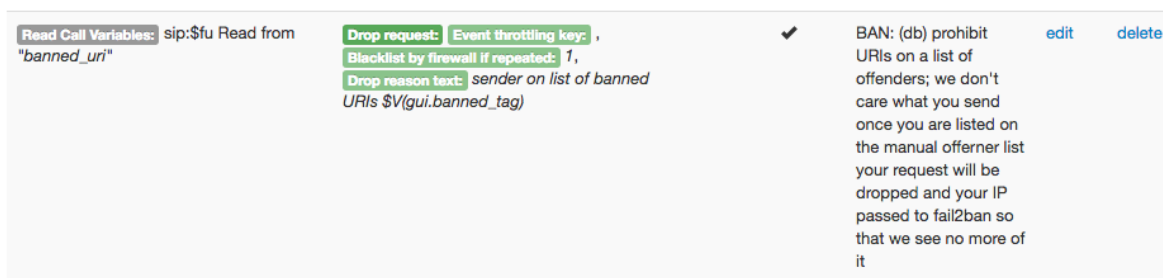 Read Call Variables: sip:$fu Read from
"banned_uri"
Drop request: Event throttling key: ,
Blacklist by firewall if repeated: 1,
Drop reason text: sender on list of banned
URIs $V(gui.banned_tag)
✔
BAN: (db) prohibit
URIs on a list of
offenders; we don't
care what you send
once you are listed on
the manual offerner list
your request will be
dropped and your IP
passed to fail2ban so
that we see no more of
it
edit
delete